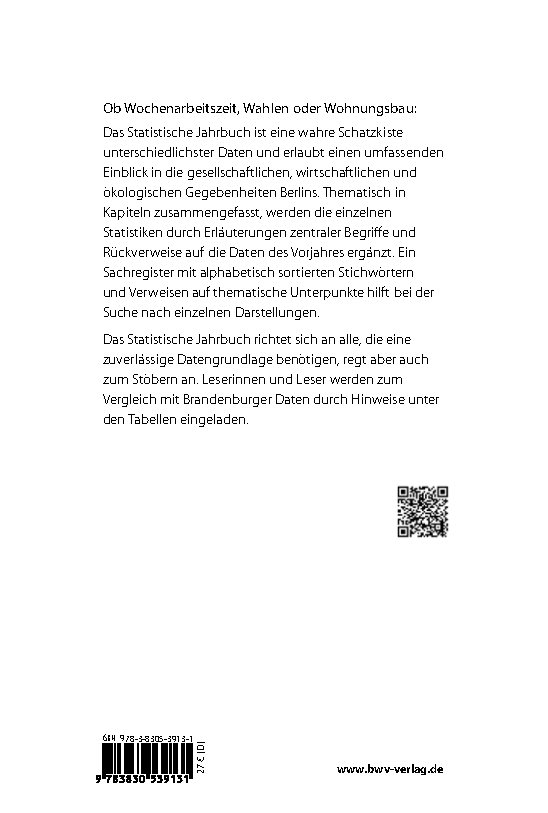 Ob Wochenarbeitszeit, Wahlen oder Wohnungsbau:
Das Statistische Jahrbuch ist eine wahre Schatzkiste
unterschiedlichster Daten und erlaubt einen umfassenden
Einblick in die gesellschaftlichen, wirtschaftlichen und
ökologischen Gegebenheiten Berlins. Thematisch in
Kapiteln zusammengefasst, werden die einzelnen
Statistiken durch Erläuterungen zentraler Begriffe und
Rückverweise auf die Daten des Vorjahres ergänzt. Ein
Sachregister mit alphabetisch sortierten Stichwörtern
und Verweisen auf thematische Unterpunkte hilft bei der
Suche nach einzelnen Darstellungen.
Das Statistische Jahrbuch richtet sich an alle, die eine
zuverlässige Datengrundlage benötigen, regt aber auch
zum Stöbern an. Leserinnen und Leser werden zum
Vergleich mit Brandenburger Daten durch Hinweise unter
den Tabellen eingeladen.
978-3-8305-3913-1
27 € [D]
9 783830 539131
www.bwv-verlag.de